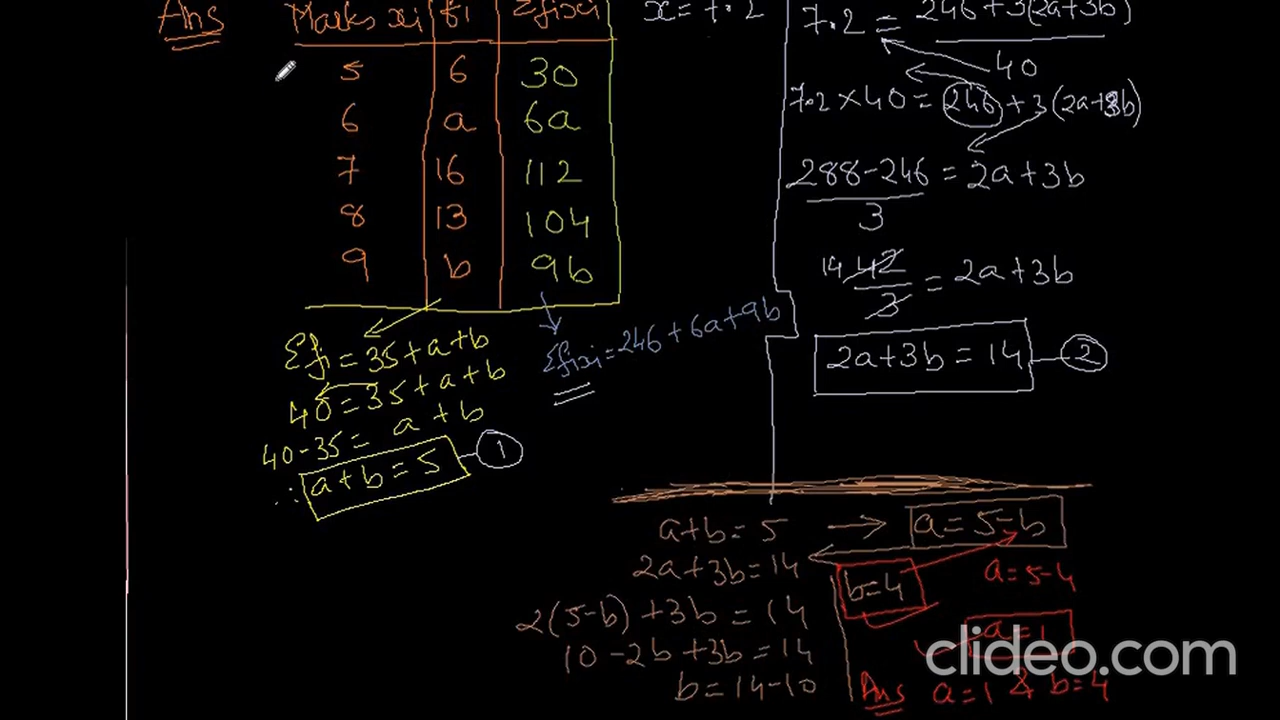 Ans
Marks xi | fi | Σfixi
5 | 6 | 30
6 | a | 6a
7 | 16 | 112
8 | 13 | 104
9 | b | 9b
Σfi = 35+a+b
40 = 35+a+b
40-35 = a+b
∴ a+b = 5 - 1
Σfixi = 246+6a+9b
x = 7.2
7.2 = 246+3(2a+3b)
40
7.2 × 40 = 246 + 3(2a+3b)
288-246 = 2a+3b
3
14 42 = 2a+3b
3
2a+3b = 14 - 2
a+b = 5 → a = 5-b
2a+3b = 14
2(5-b) + 3b = 14
10 - 2b + 3b = 14
b = 14-10
b=4
a = 5-4
a=1
Ans a=1 & b=4
clideo.com